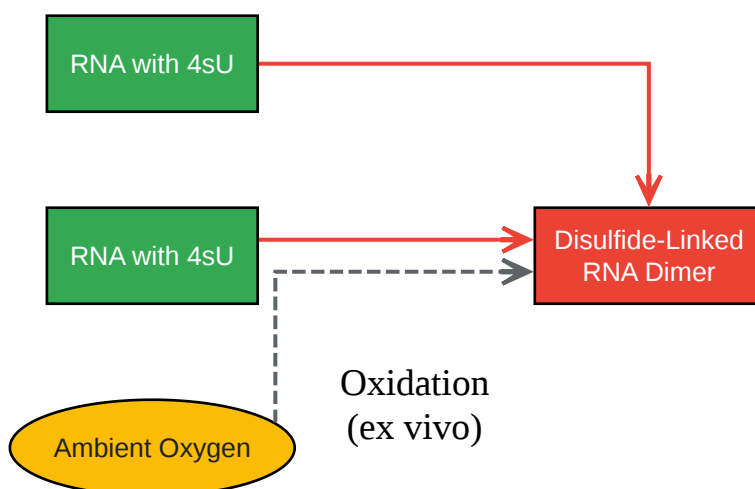 RNA with 4sU
RNA with 4sU
Disulfide-Linked
RNA Dimer
Oxidation
(ex vivo)
Ambient Oxygen